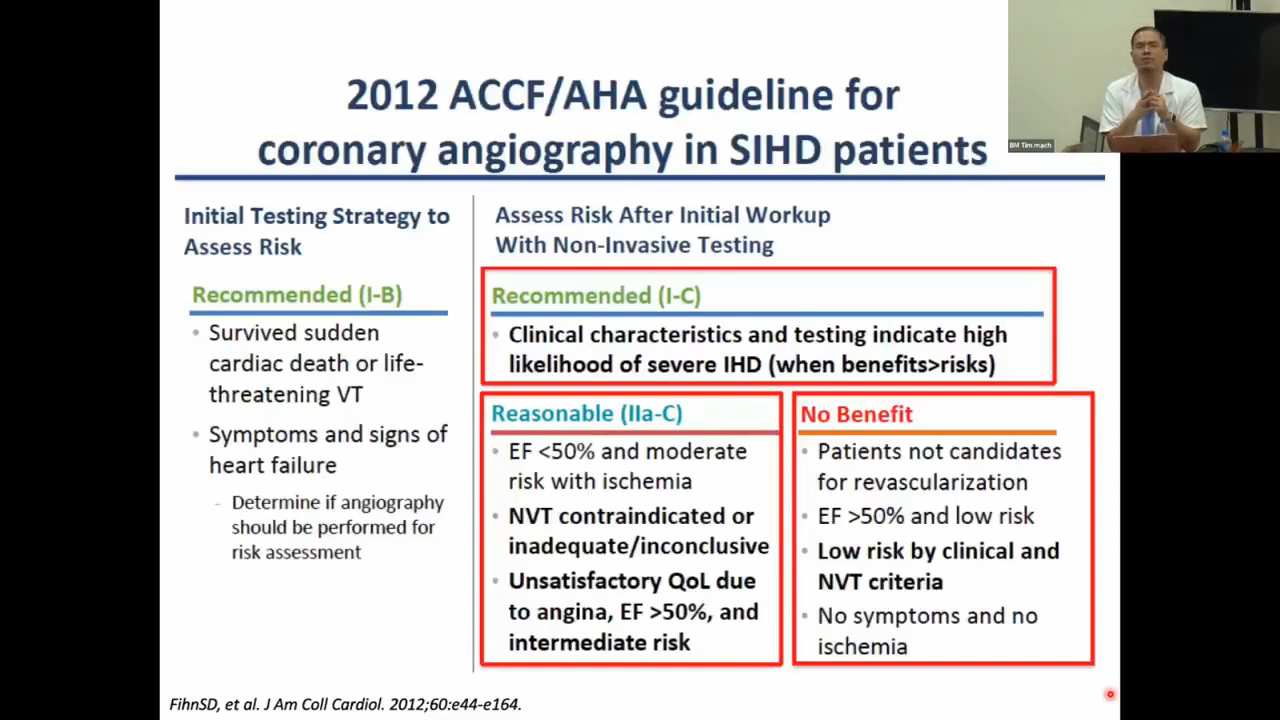 2012 ACCF/AHA guideline for
coronary angiography in SIHD patients
BM Tim mach
Initial Testing Strategy to
Assess Risk
Recommended (I-B)
• Survived sudden
cardiac death or life-
threatening VT
• Symptoms and signs of
heart failure
- Determine if angiography
should be performed for
risk assessment
Assess Risk After Initial Workup
With Non-Invasive Testing
Recommended (I-C)
• Clinical characteristics and testing indicate high
likelihood of severe IHD (when benefits>risks)
Reasonable (IIa-C)
• EF <50% and moderate
risk with ischemia
• NVT contraindicated or
inadequate/inconclusive
• Unsatisfactory QoL due
to angina, EF >50%, and
intermediate risk
No Benefit
• Patients not candidates
for revascularization
• EF >50% and low risk
• Low risk by clinical and
NVT criteria
• No symptoms and no
ischemia
FihnSD, et al. J Am Coll Cardiol. 2012;60:e44-e164.